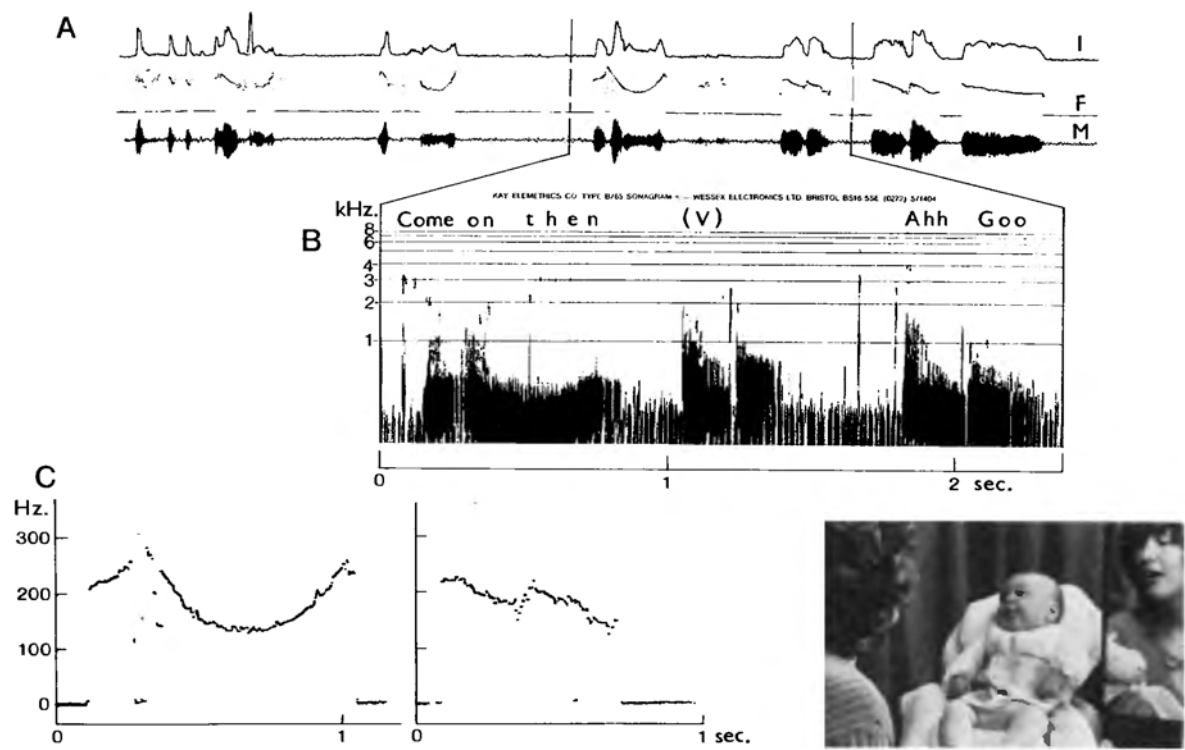 A
I
F
M
KAY ELEMETRICS CO TYPE B/65 SONAGRAM WESSEX ELECTRONICS LTD BRISTOL BS16 5SE (0272) 571404
kHz.
Come on then (V) Ahh Goo
B
8
7
6
4
3
2
1
0 1 2 sec.
C
Hz.
300
200
100
0
0 1 0 1 sec.